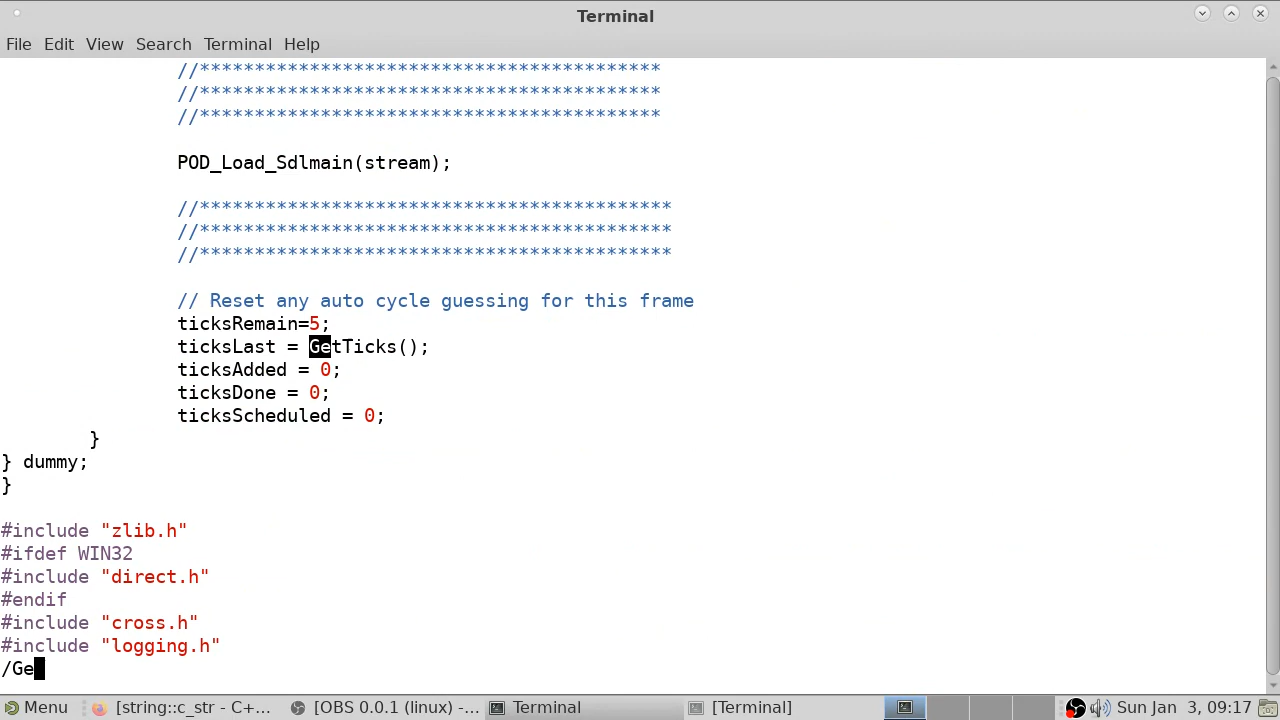 Terminal
File Edit View Search Terminal Help
//******************************************
//******************************************
//******************************************
POD_Load_Sdlmain(stream);
//*******************************************
//*******************************************
//*******************************************
// Reset any auto cycle guessing for this frame
ticksRemain=5;
ticksLast = GetTicks();
ticksAdded = 0;
ticksDone = 0;
ticksScheduled = 0;
}
} dummy;
}
#include "zlib.h"
#ifdef WIN32
#include "direct.h"
#endif
#include "cross.h"
#include "logging.h"
/Ge
Menu [string::c_str - C+... [OBS 0.0.1 (linux) -... Terminal [Terminal] Sun Jan 3, 09:17